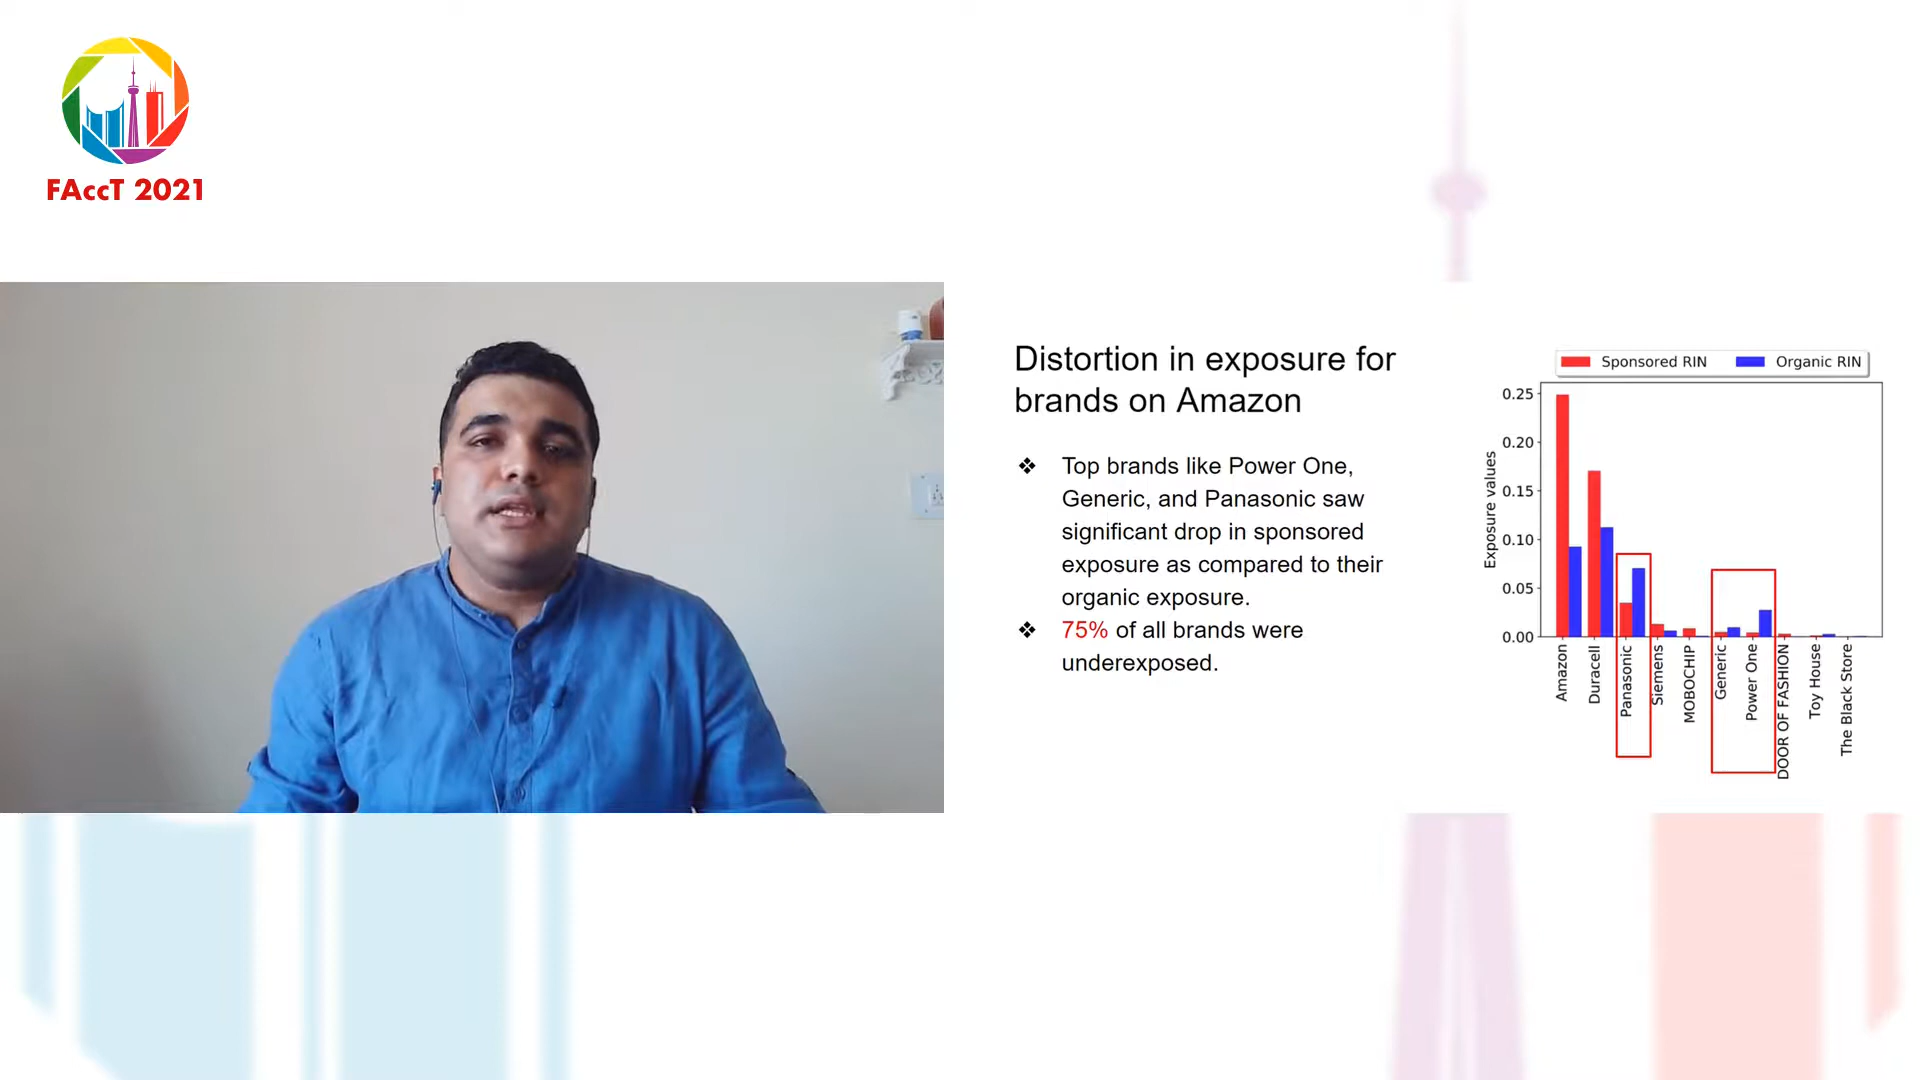 FAccT 2021
Distortion in exposure for
brands on Amazon
❖ Top brands like Power One,
Generic, and Panasonic saw
significant drop in sponsored
exposure as compared to their
organic exposure.
❖ 75% of all brands were
underexposed.
Sponsored RIN
Organic RIN
Exposure values
0.25
0.20
0.15
0.10
0.05
0.00
Amazon
Duracell
Panasonic
Siemens
MOBOCHIP
Generic
Power One
DOOR OF FASHION
Toy House
The Black Store